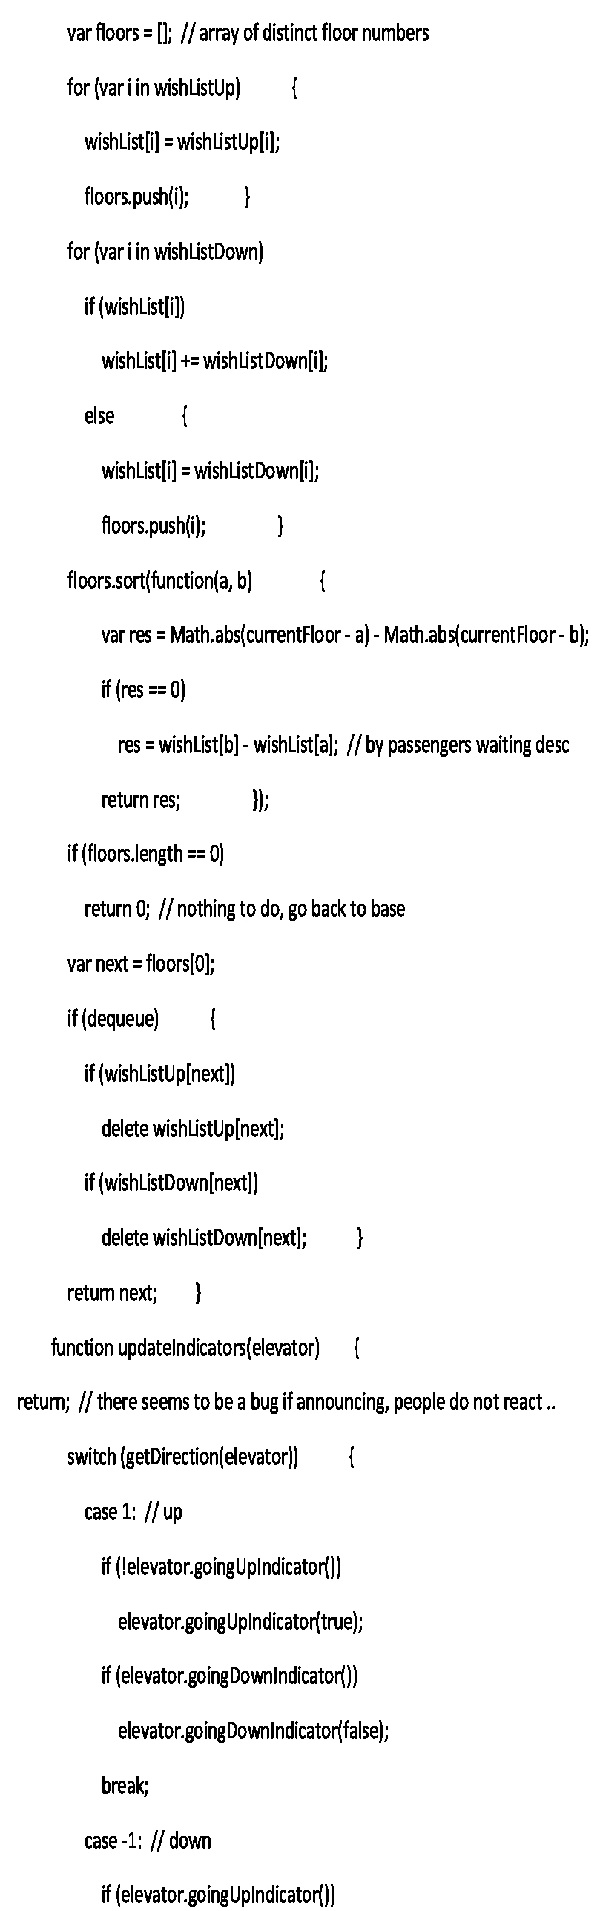 var floors = []; // array of distinct floor numbers
for (var i in wishListUp) {
wishList[i] = wishListUp[i];
floors.push(i); }
for (var i in wishListDown)
if (wishList[i])
wishList[i] += wishListDown[i];
else {
wishList[i] = wishListDown[i];
floors.push(i); }
floors.sort(function(a, b) {
var res = Math.abs(currentFloor - a) - Math.abs(currentFloor - b);
if (res == 0)
res = wishList[b] - wishList[a]; // by passengers waiting desc
return res; });
if (floors.length == 0)
return 0; // nothing to do, go back to base
var next = floors[0];
if (dequeue) {
if (wishListUp[next])
delete wishListUp[next];
if (wishListDown[next])
delete wishListDown[next]; }
return next; }
function updateIndicators(elevator) {
return; // there seems to be a bug if announcing, people do not react ..
switch (getDirection(elevator)) {
case 1: // up
if (!elevator.goingUpIndicator())
elevator.goingUpIndicator(true);
if (elevator.goingDownIndicator())
elevator.goingDownIndicator(false);
break;
case -1: // down
if (elevator.goingUpIndicator())